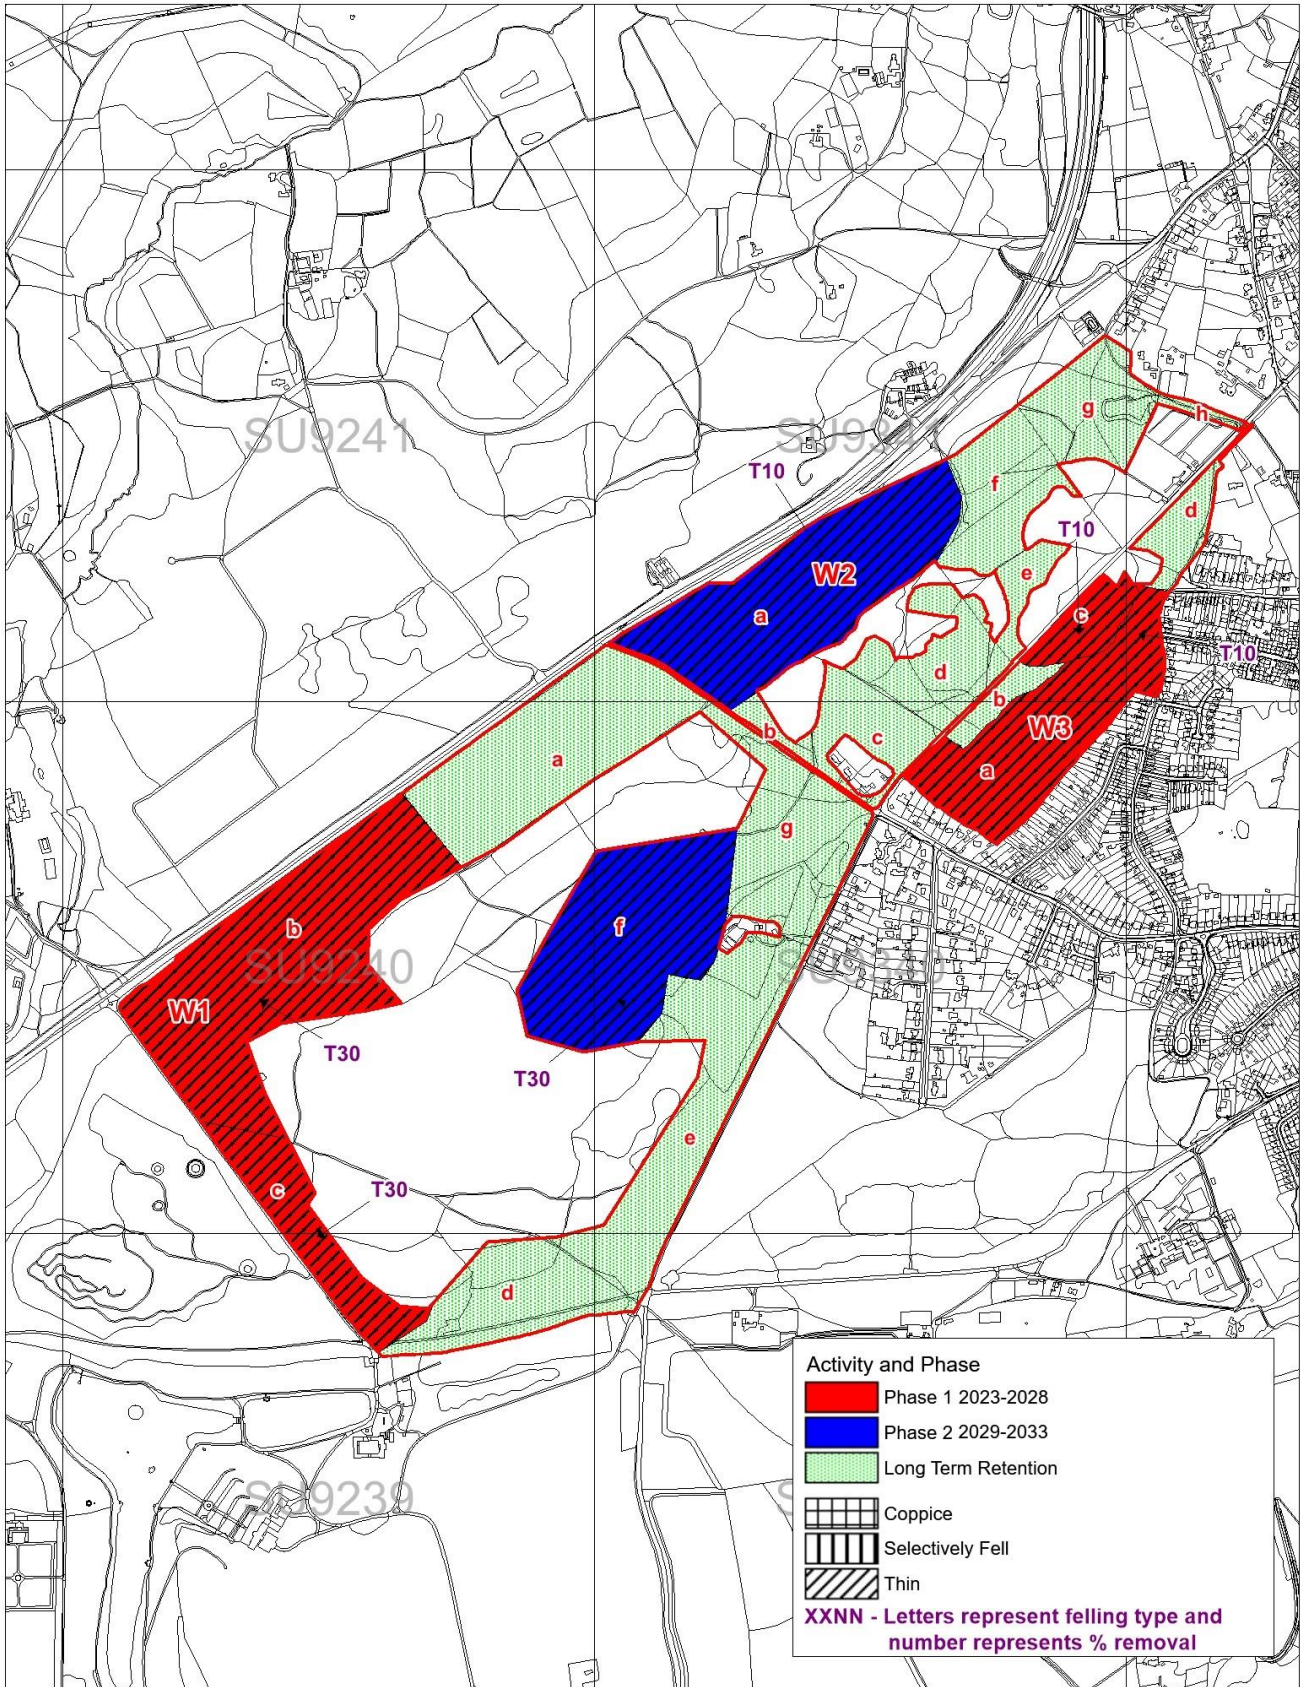 SU9241
SU9341
g
h
T10
f
d
T10
W2
e
a
c
T10
d
b
W3
b
c
a
a
g
b
f
SU9240
SU9340
W1
T30
T30
e
c
T30
d
Activity and Phase
Phase 1 2023-2028
Phase 2 2029-2033
Long Term Retention
SU9239
S
Coppice
Selectively Fell
Thin
XXNN - Letters represent felling type and
number represents % removal